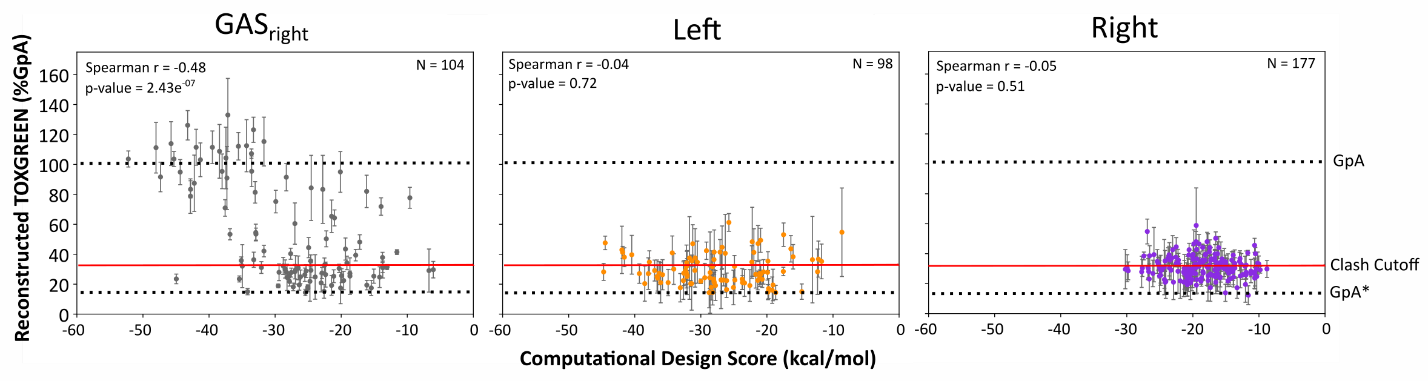 GASright
Left
Right
Reconstructed TOXGREEN (%GpA)
160
140
120
100
80
60
40
20
0
Spearman r = -0.48
p-value = 2.43e-07
N = 104
-60
-50
-40
-30
-20
-10
0
Spearman r = -0.04
p-value = 0.72
N = 98
-60
-50
-40
-30
-20
-10
0
Spearman r = -0.05
p-value = 0.51
N = 177
-60
-50
-40
-30
-20
-10
0
GpA
Clash Cutoff
GpA*
Computational Design Score (kcal/mol)